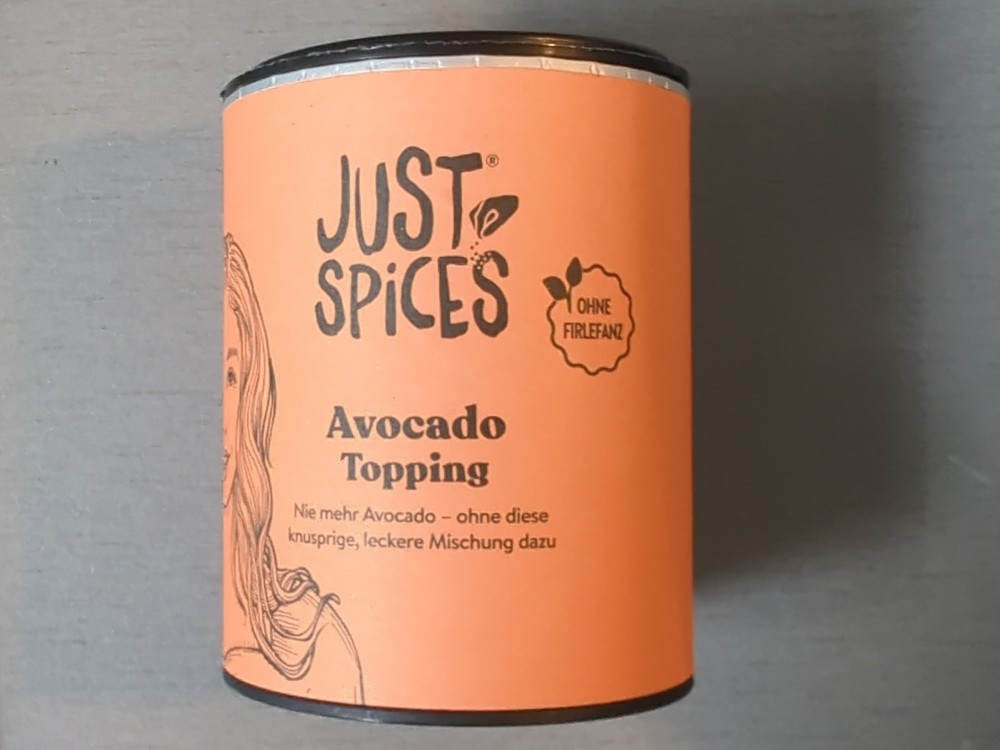 JUST®
SPiCES
OHNE
FIRLEFANZ
Avocado
Topping
Nie mehr Avocado – ohne diese
knusprige, leckere Mischung dazu